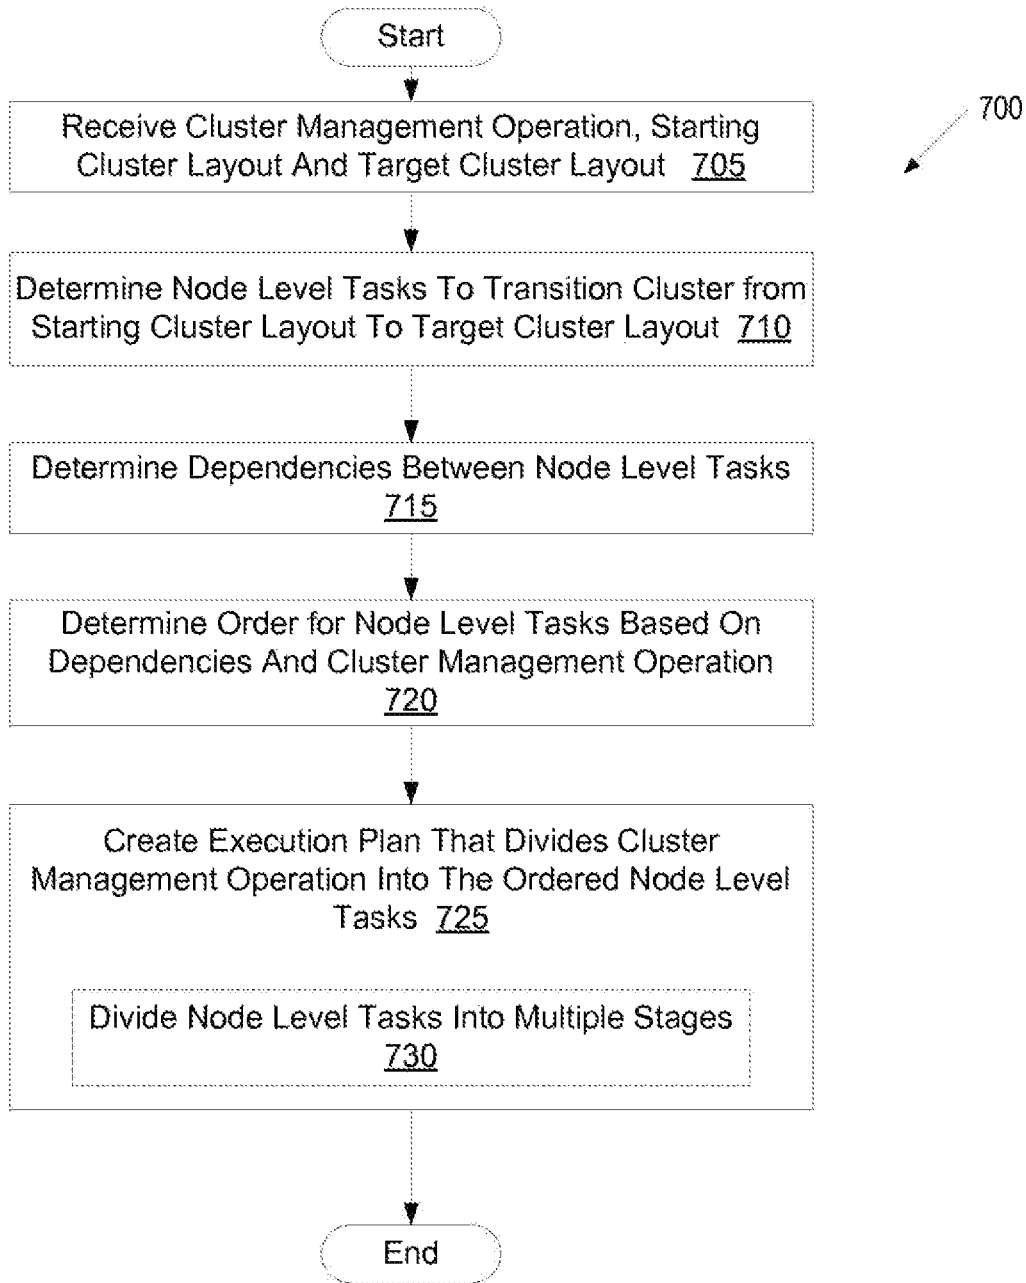 Start
700
Receive Cluster Management Operation, Starting
Cluster Layout And Target Cluster Layout 705
Determine Node Level Tasks To Transition Cluster from
Starting Cluster Layout To Target Cluster Layout 710
Determine Dependencies Between Node Level Tasks
715
Determine Order for Node Level Tasks Based On
Dependencies And Cluster Management Operation
720
Create Execution Plan That Divides Cluster
Management Operation Into The Ordered Node Level
Tasks 725
Divide Node Level Tasks Into Multiple Stages
730
End